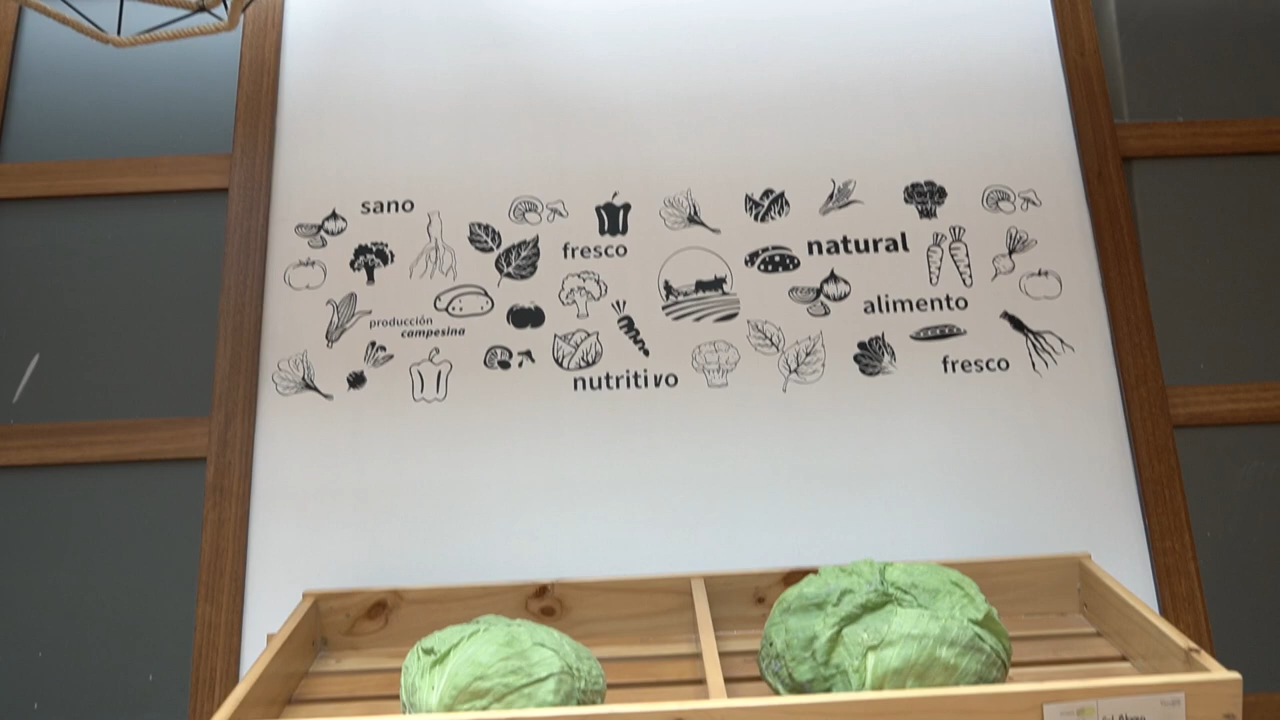 sano
fresco
natural
alimento
producción
campesina
fresco
nutritivo